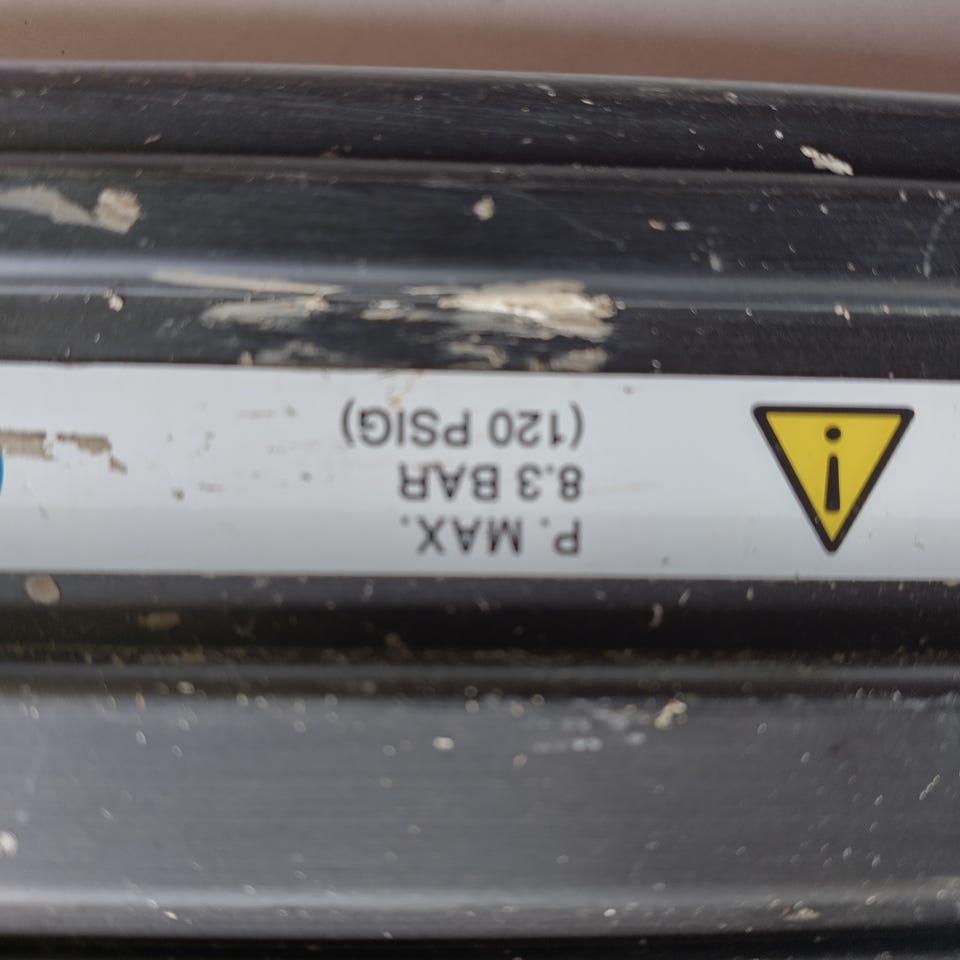 P. MAX.
8.3 BAR
(120 PSIG)